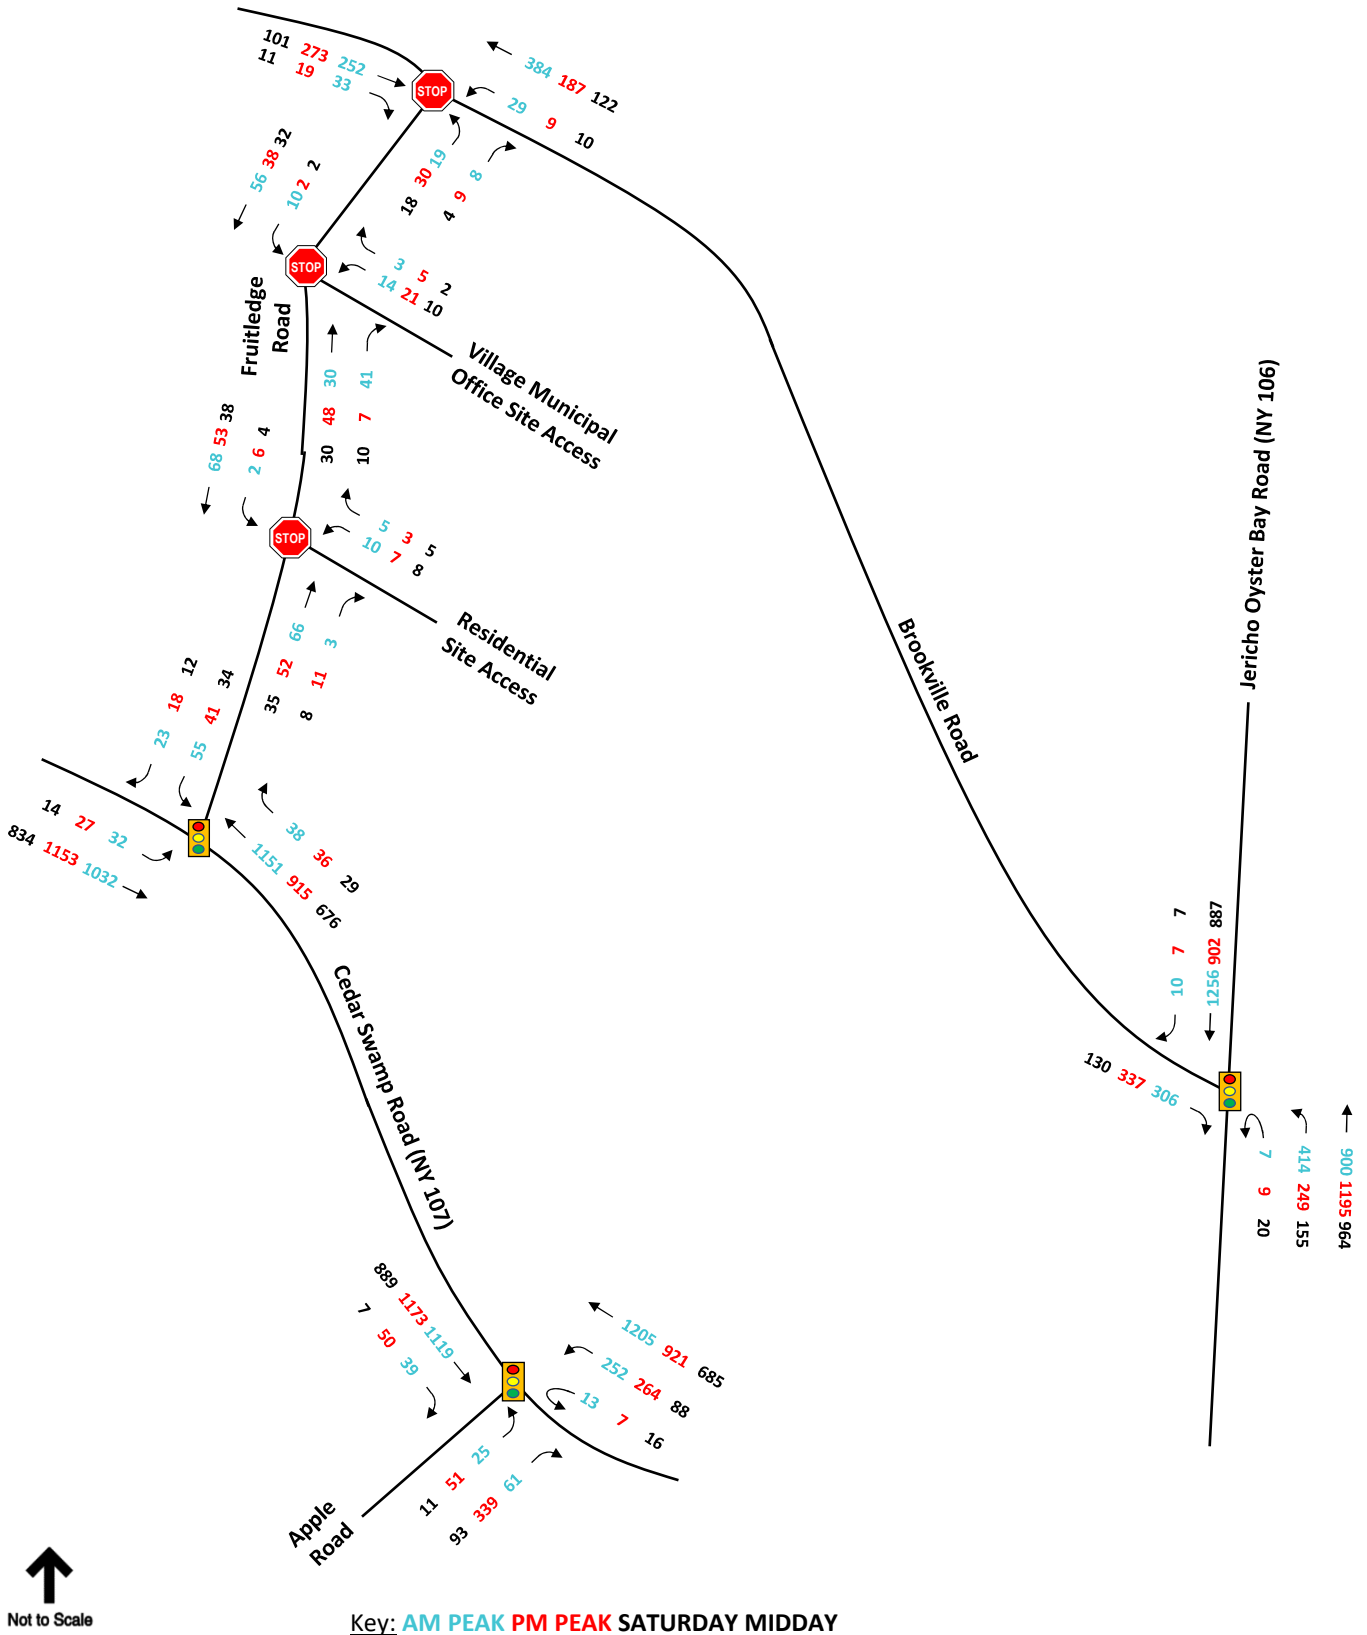 101 273 252
11 19 33
384 187 122
29 9 10
STOP
18 30 19
4 9 8
56 38 32
10 2 2
STOP
3 5 2
14 21 10
Fruitledge
Road
Village Municipal
Office Site Access
30 48 30
10 7 41
68 53 38
2 6 4
STOP
5 3 5
10 7 8
Residential
Site Access
35 52 66
8 11 3
23 18 12
55 41 34
14 27 32
834 1153 1032
38 36 29
1151 915 676
Cedar Swamp Road (NY 107)
Brookville Road
Jericho Oyster Bay Road (NY 106)
10 7 7
1256 902 887
130 337 306
7 9 20
414 249 155
900 1195 964
889 1173 1119
7 50 39
1205 921 685
252 264 88
13 7 16
11 51 25
93 339 61
Apple
Road
Not to Scale
Key: AM PEAK PM PEAK SATURDAY MIDDAY